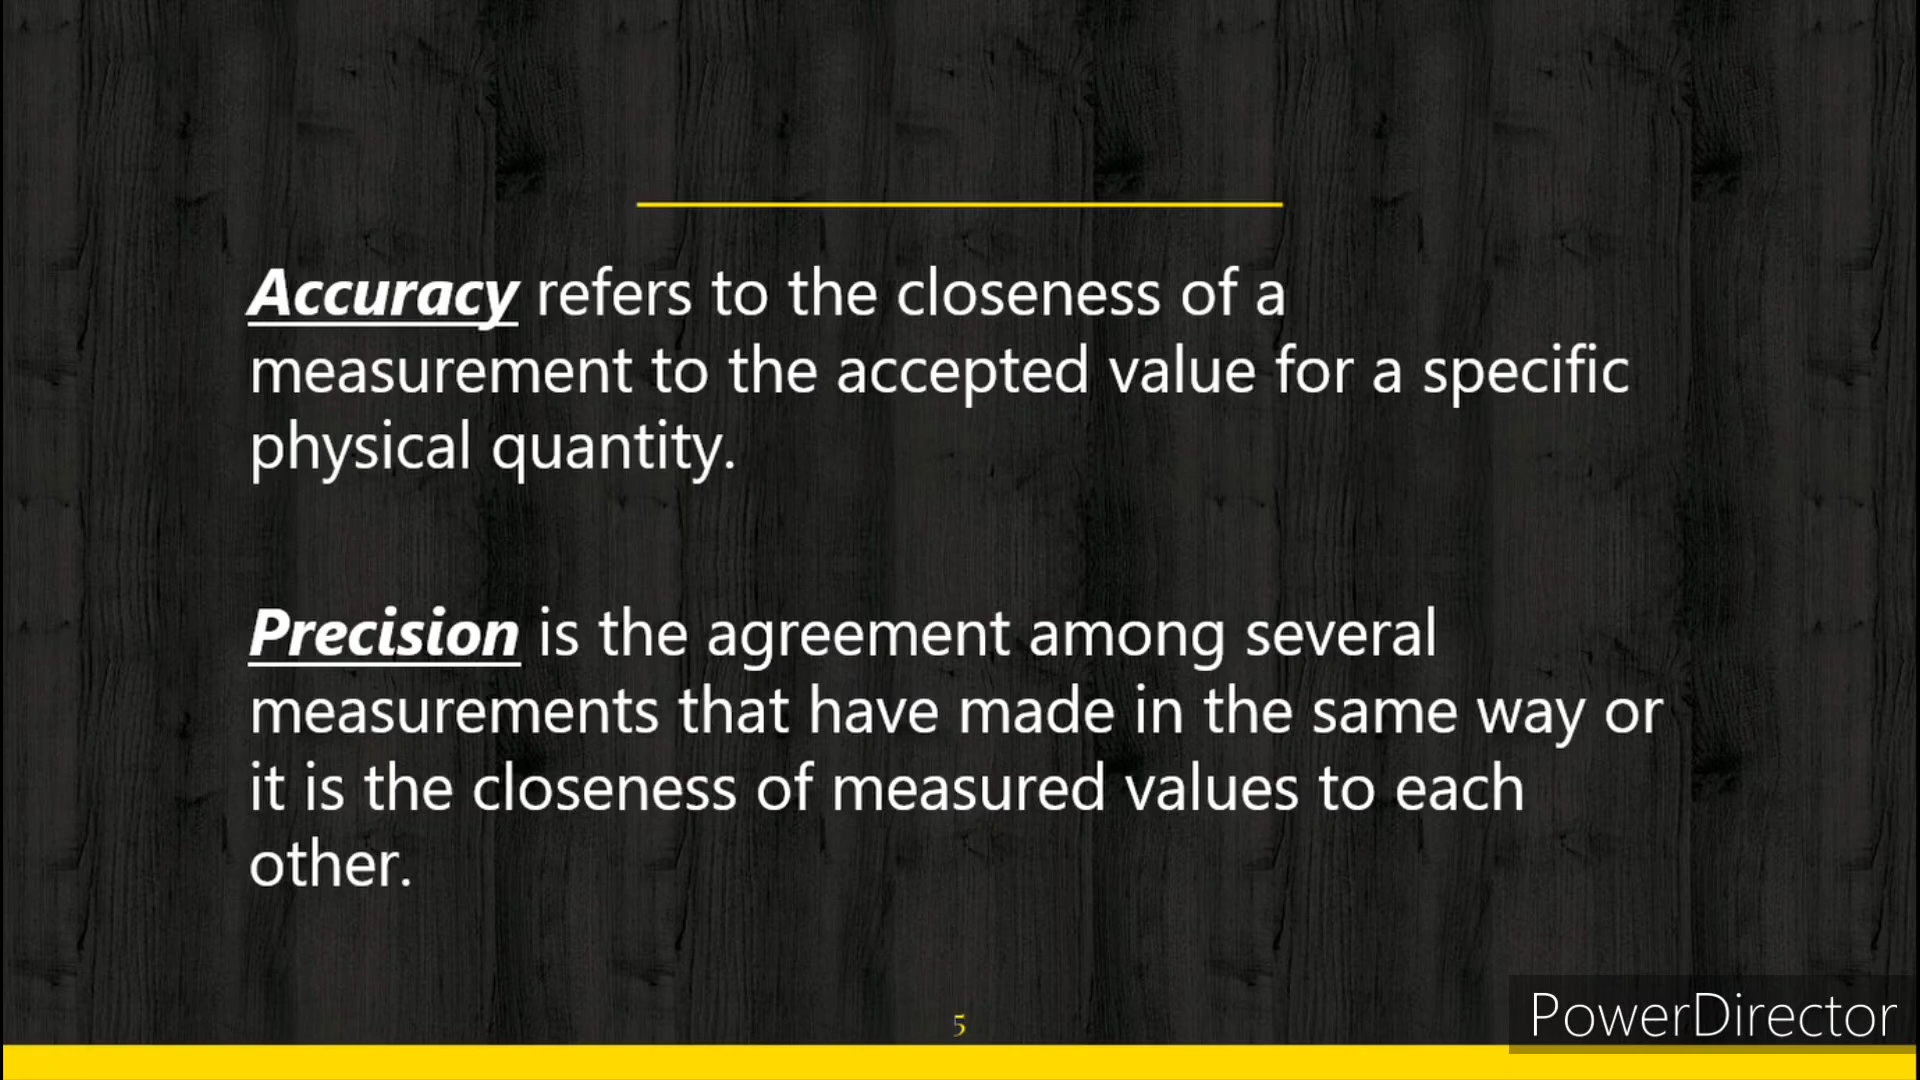 Accuracy refers to the closeness of a
measurement to the accepted value for a specific
physical quantity.
Precision is the agreement among several
measurements that have made in the same way or
it is the closeness of measured values to each
other.
5
PowerDirector